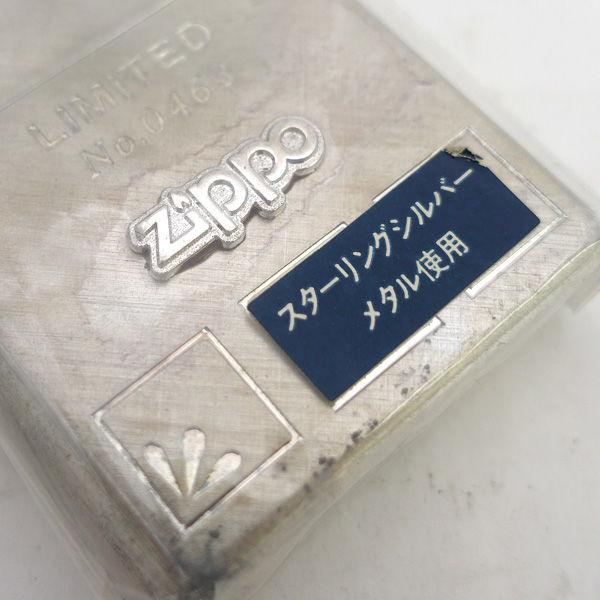 LIMITED
No.0463
Zippo
スターリングシルバー
メタル使用